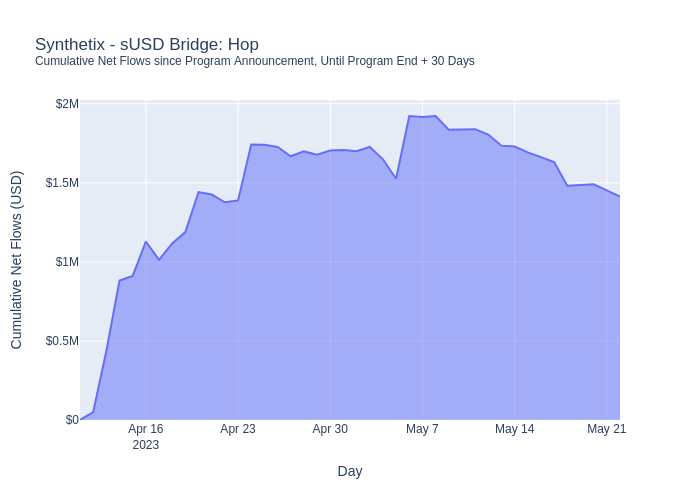 Synthetix - sUSD Bridge: Hop
Cumulative Net Flows since Program Announcement, Until Program End + 30 Days
Cumulative Net Flows (USD)
$2M
$1.5M
$1M
$0.5M
$0
Apr 16
2023
Apr 23
Apr 30
May 7
May 14
May 21
Day